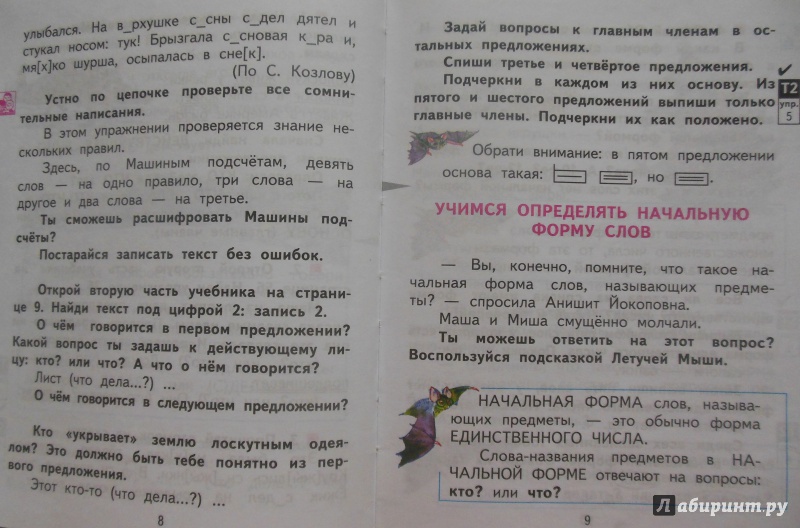 улыбался. На в_рхушке с_сны с_дел дятел и
стукал носом: тук! Брызгала с_сновая к_ра и,
мя[х]ко шурша, осыпалась в сне[к].
(По С. Козлову)
Устно по цепочке проверьте все сомни-
тельные написания.
В этом упражнении проверяется знание не-
скольких правил.
Здесь, по Машиным подсчётам, девять
слов — на одно правило, три слова — на
другое и два слова — на третье.
Ты сможешь расшифровать Машины под-
счёты?
Постарайся записать текст без ошибок.
Открой вторую часть учебника на страни-
це 9. Найди текст под цифрой 2: запись 2.
О чём говорится в первом предложении?
Какой вопрос ты задашь к действующему ли-
цу: кто? или что? А что о нём говорится?
Лист (что дела...?) ...
О чём говорится в следующем предложении?
Кто «укрывает» землю лоскутным одея-
лом? Это должно быть тебе понятно из пер-
вого предложения.
Этот кто-то (что дела...?) ...
8
Задай вопросы к главным членам в ос-
тальных предложениях.
Спиши третье и четвёртое предложения.
Подчеркни в каждом из них основу. Из
пятого и шестого предложений выпиши только
главные члены. Подчеркни их как положено.
Т2
упр.
5
Обрати внимание: в пятом предложении
основа такая: , но .
УЧИМСЯ ОПРЕДЕЛЯТЬ НАЧАЛЬНУЮ
ФОРМУ СЛОВ
— Вы, конечно, помните, что такое на-
чальная форма слов, называющих предме-
ты? — спросила Анишит Йокоповна.
Маша и Миша смущённо молчали.
Ты можешь ответить на этот вопрос?
Воспользуйся подсказкой Летучей Мыши.
НАЧАЛЬНАЯ ФОРМА слов, называ-
ющих предметы, — это обычно форма
ЕДИНСТВЕННОГО ЧИСЛА.
Слова-названия предметов в НА-
ЧАЛЬНОЙ ФОРМЕ отвечают на вопросы:
кто? или что?
9
Лабиринт.ру